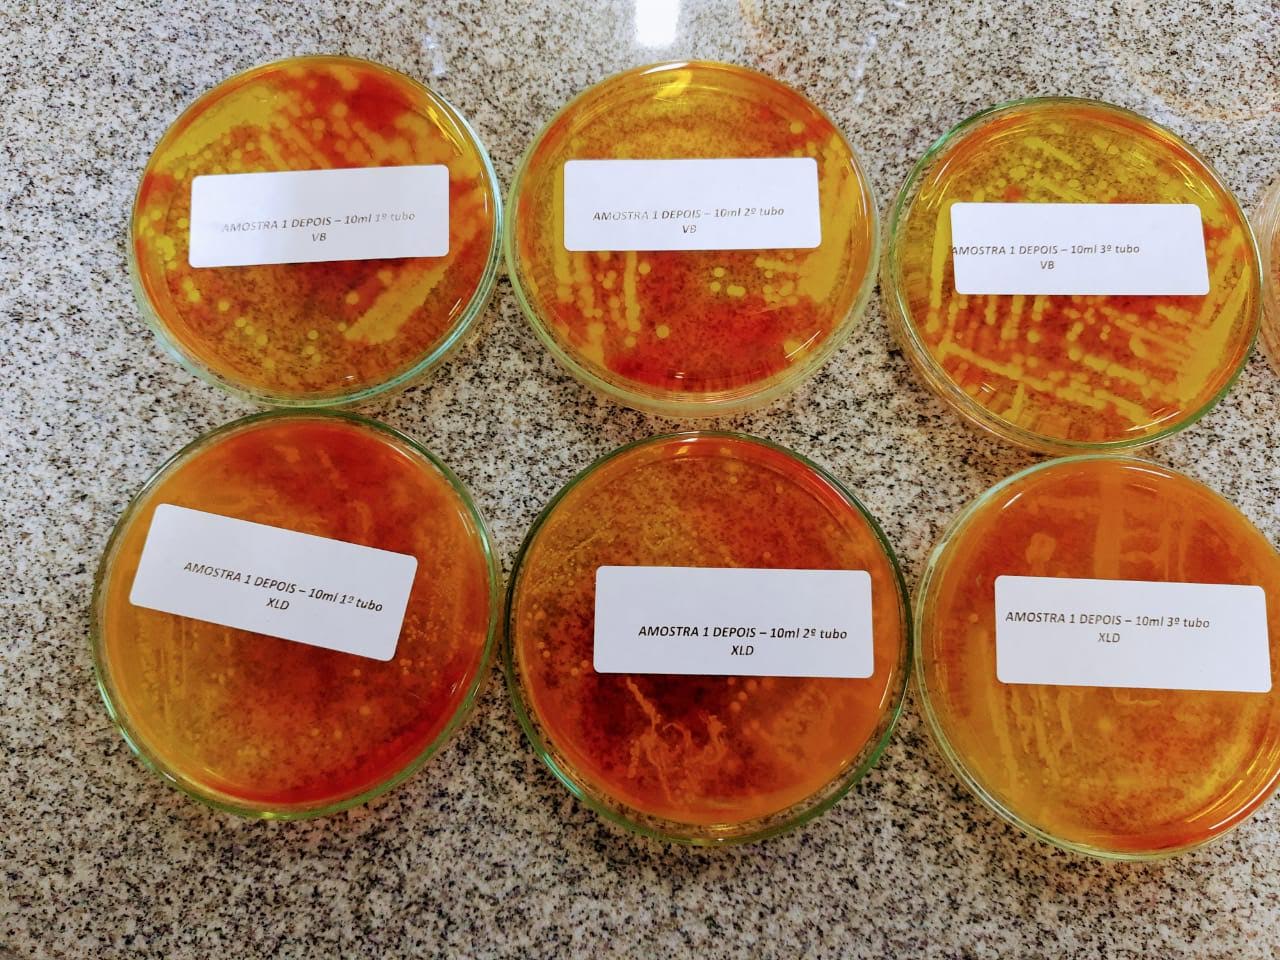 AMOSTRA 1 DEPOIS – 10ml 1º tubo
VB
AMOSTRA 1 DEPOIS – 10ml 2º tubo
VB
AMOSTRA 1 DEPOIS – 10ml 3º tubo
VB
AMOSTRA 1 DEPOIS – 10ml 1º tubo
XLD
AMOSTRA 1 DEPOIS – 10ml 2º tubo
XLD
AMOSTRA 1 DEPOIS – 10ml 3º tubo
XLD